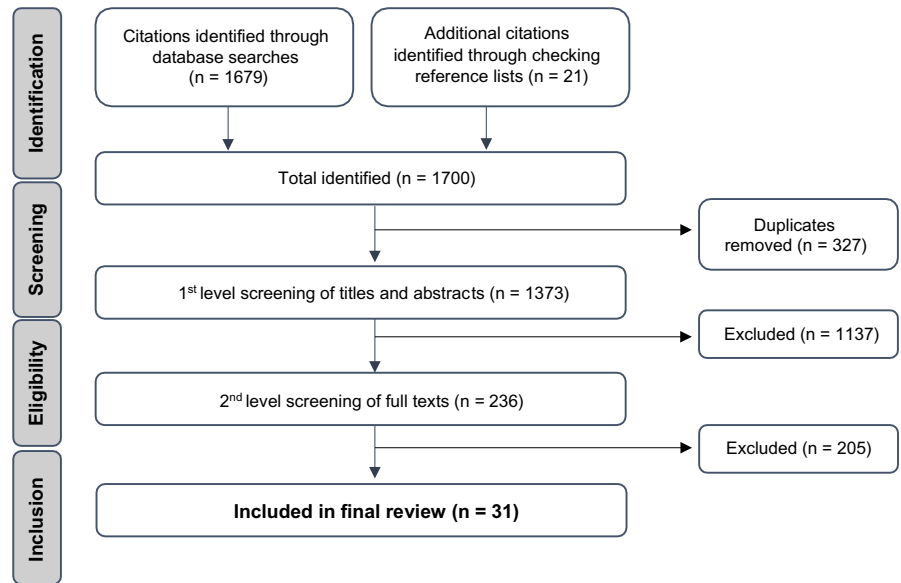 Identification
Citations identified through
database searches
(n = 1679)
Additional citations
identified through checking
reference lists (n = 21)
Total identified (n = 1700)
Screening
Duplicates
removed (n = 327)
1st level screening of titles and abstracts (n = 1373)
Eligibility
Excluded (n = 1137)
2nd level screening of full texts (n = 236)
Excluded (n = 205)
Inclusion
Included in final review (n = 31)